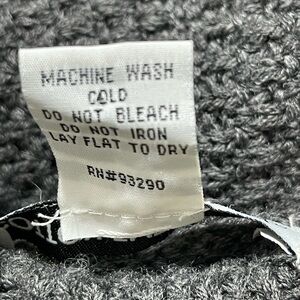 MACHINE WASH
COLD
DO NOT BLEACH
DO NOT IRON
LAY FLAT TO DRY
RN#93290